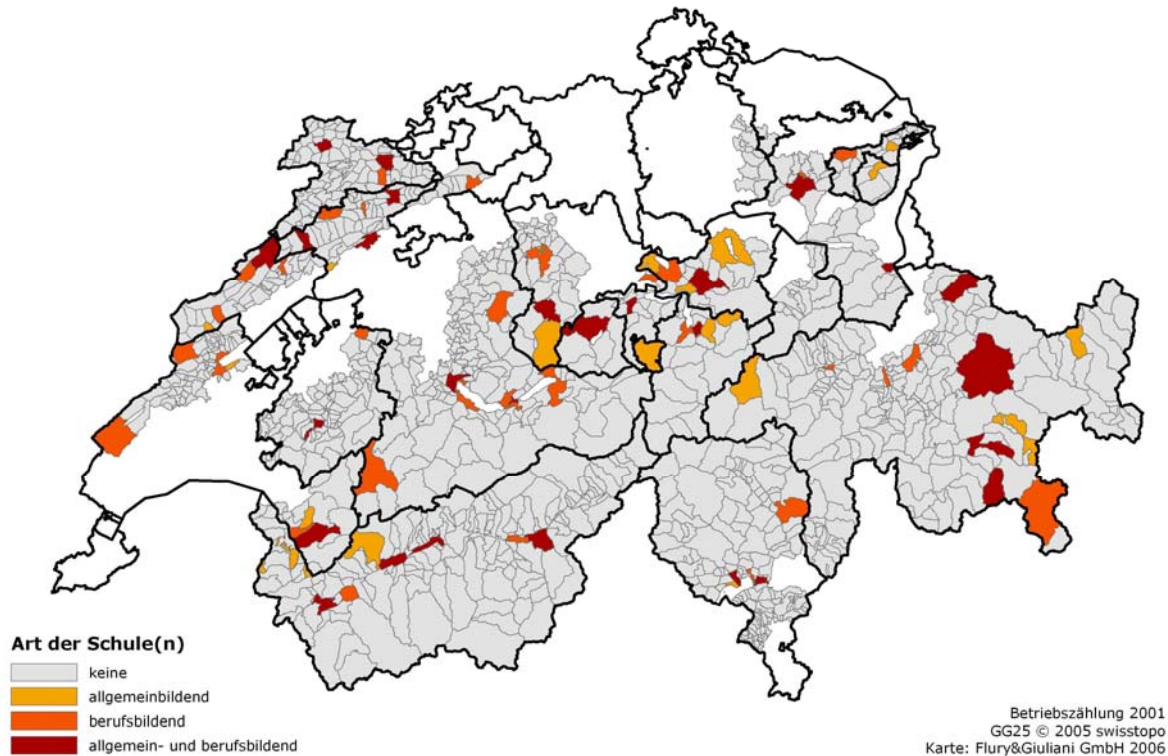 Art der Schule(n)
keine
allgemeinbildend
berufsbildend
allgemein- und berufsbildend
Betriebszählung 2001
GG25 © 2005 swisstopo
Karte: Flury&Giuliani GmbH 2006